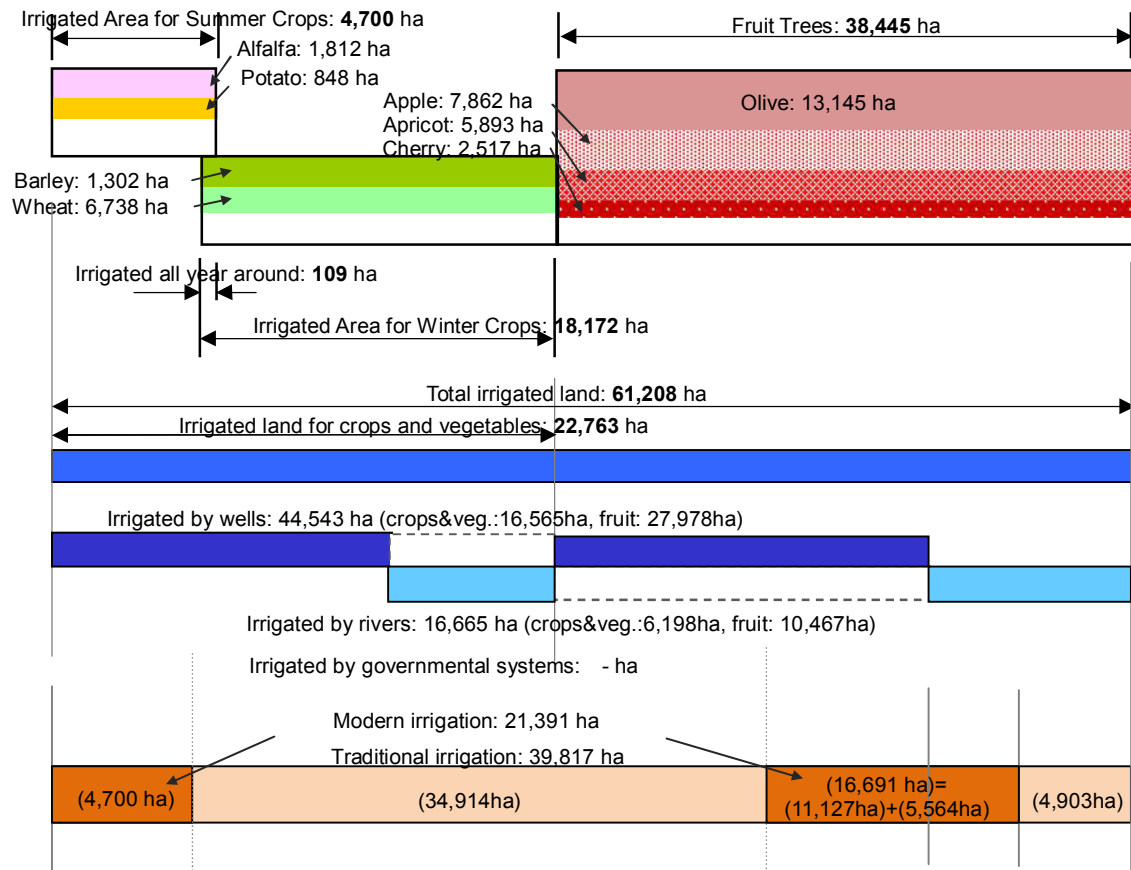 Irrigated Area for Summer Crops: 4,700 ha
Fruit Trees: 38,445 ha
Alfalfa: 1,812 ha
Potato: 848 ha
Apple: 7,862 ha
Olive: 13,145 ha
Apricot: 5,893 ha
Cherry: 2,517 ha
Barley: 1,302 ha
Wheat: 6,738 ha
Irrigated all year around: 109 ha
Irrigated Area for Winter Crops: 18,172 ha
Total irrigated land: 61,208 ha
Irrigated land for crops and vegetables: 22,763 ha
Irrigated by wells: 44,543 ha (crops&veg.:16,565ha, fruit: 27,978ha)
Irrigated by rivers: 16,665 ha (crops&veg.:6,198ha, fruit: 10,467ha)
Irrigated by governmental systems: - ha
Modern irrigation: 21,391 ha
Traditional irrigation: 39,817 ha
(4,700 ha)
(34,914ha)
(16,691 ha)=
(11,127ha)+(5,564ha)
(4,903ha)